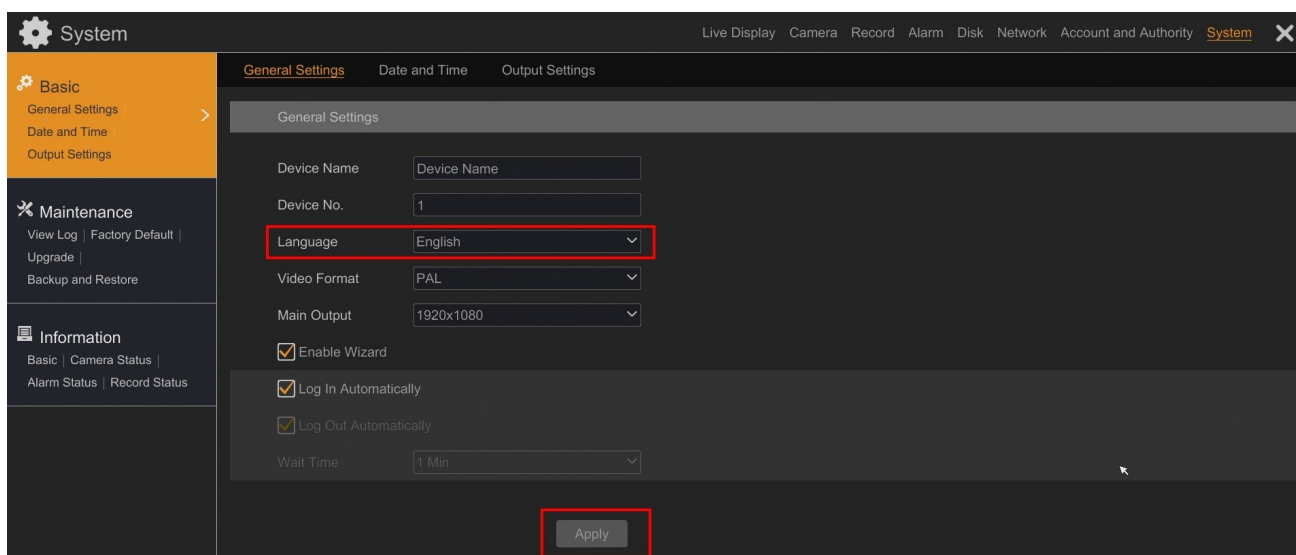 System
Live Display Camera Record Alarm Disk Network Account and Authority System
Basic
General Settings |
Date and Time |
Output Settings
Maintenance
View Log | Factory Default |
Upgrade |
Backup and Restore
Information
Basic | Camera Status |
Alarm Status | Record Status
General Settings Date and Time Output Settings
General Settings
Device Name Device Name
Device No. 1
Language English
Video Format PAL
Main Output 1920x1080
Enable Wizard
Log In Automatically
Log Out Automatically
Wait Time 1 Min
Apply